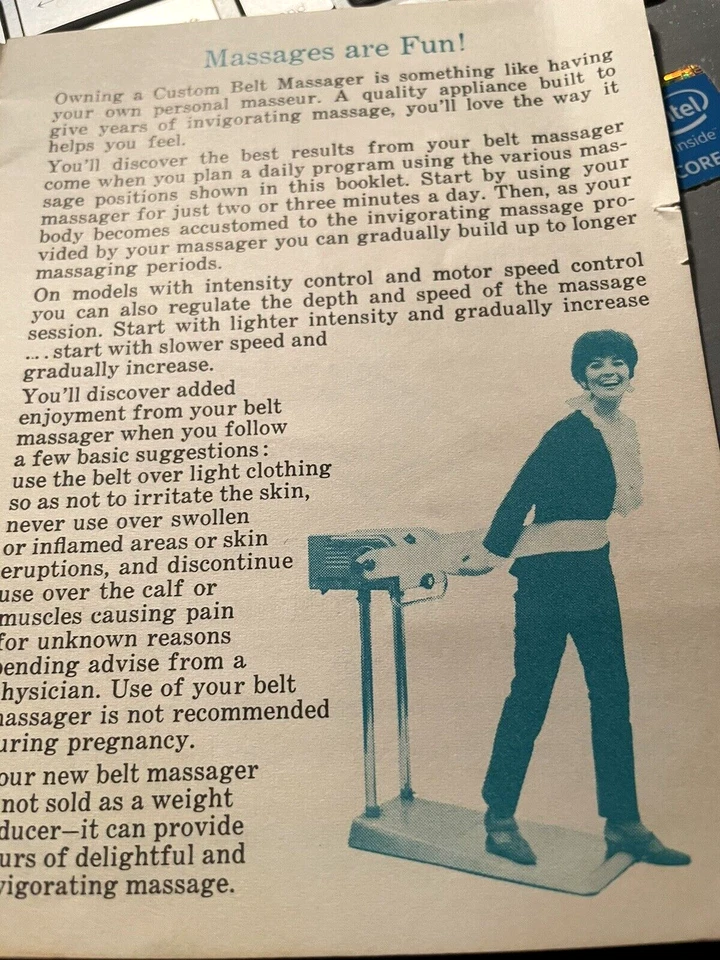 Massages are Fun!
Owning a Custom Belt Massager is something like having
your own personal masseur. A quality appliance built to
give years of invigorating massage, you'll love the way it
helps you feel.
You'll discover the best results from your belt massager
come when you plan a daily program using the various mas-
sage positions shown in this booklet. Start by using your
massager for just two or three minutes a day. Then, as your
body becomes accustomed to the invigorating massage pro-
vided by your massager you can gradually build up to longer
massaging periods.
On models with intensity control and motor speed control
you can also regulate the depth and speed of the massage
session. Start with lighter intensity and gradually increase
... . start with slower speed and
gradually increase.
You'll discover added
enjoyment from your belt
massager when you follow
a few basic suggestions:
use the belt over light clothing
so as not to irritate the skin,
never use over swollen
or inflamed areas or skin
eruptions, and discontinue
use over the calf or
muscles causing pain
for unknown reasons
pending advise from a
hysician. Use of your belt
massager is not recommended
uring pregnancy.
our new belt massager
not sold as a weight
ducer—it can provide
urs of delightful and
vigorating massage.
ntel
inside
CORE